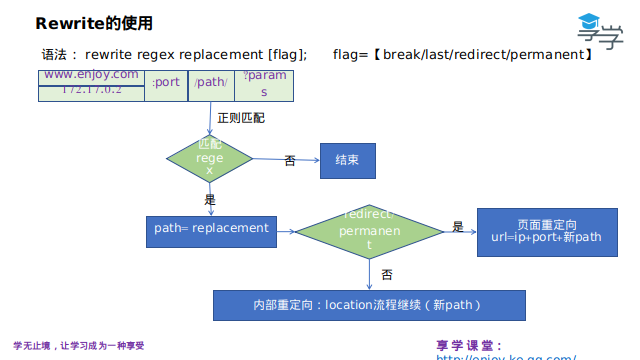 Rewrite的使用
享学
语法： rewrite regex replacement [flag]; flag=【break/last/redirect/permanent】
www.enjoy.com
172.17.0.2
:port
/path/
?param
s
正则匹配
匹配
rege
x
否
结束
是
path= replacement
redirect
permanen
t
是
页面重定向
url=ip+port+新path
否
内部重定向：location流程继续（新path）
学无止境，让学习成为一种享受
享学课堂：
http://enjoy.ke.qq.com/